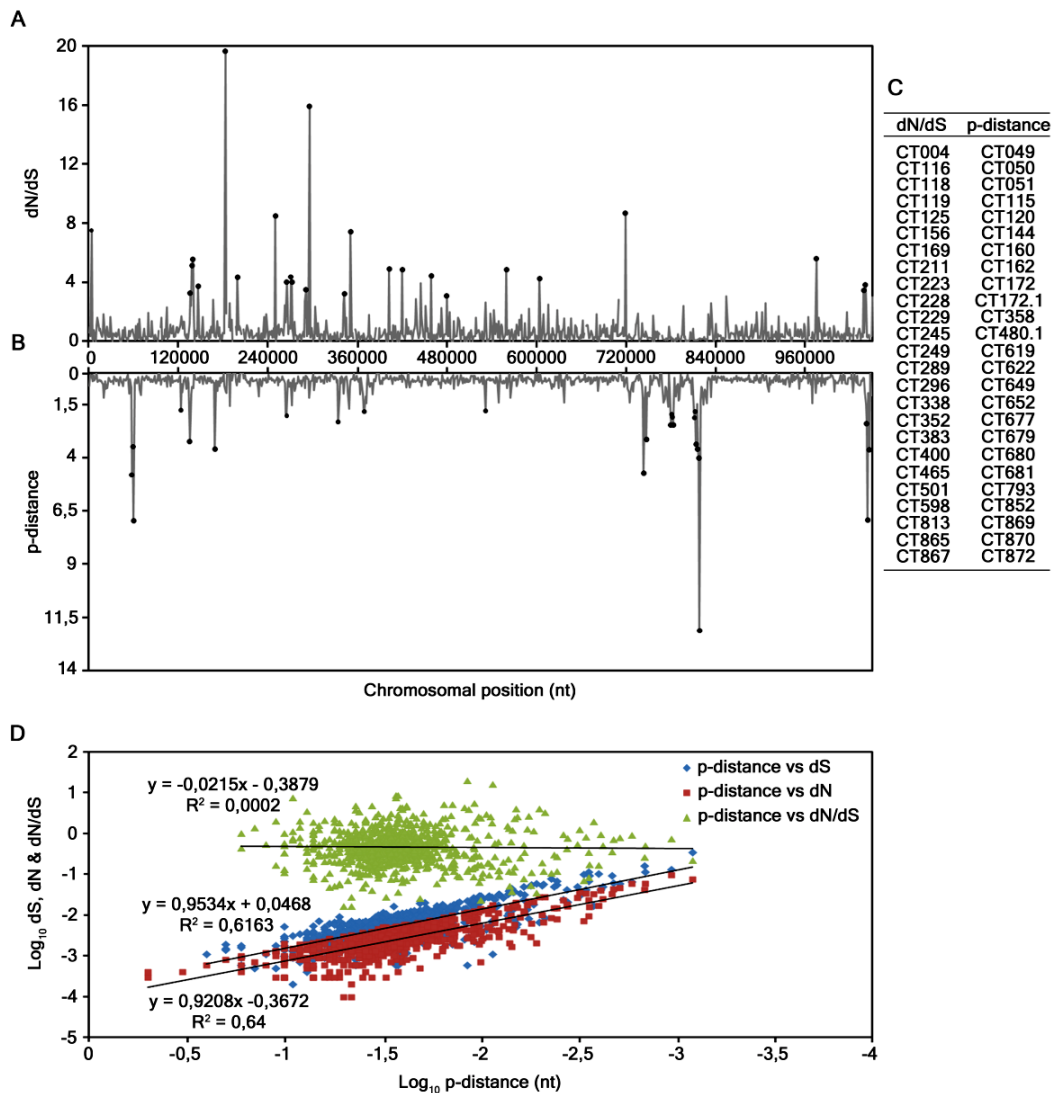 A
20
16
12
8
4
0
dN/dS
B
0 120000 240000 360000 480000 600000 720000 840000 960000
0
1,5
4
6,5
9
11,5
14
p-distance
Chromosomal position (nt)
C
dN/dS p-distance
CT004 CT049
CT116 CT050
CT118 CT051
CT119 CT115
CT125 CT120
CT156 CT144
CT169 CT160
CT211 CT162
CT223 CT172
CT228 CT172.1
CT229 CT358
CT245 CT480.1
CT249 CT619
CT289 CT622
CT296 CT649
CT338 CT652
CT352 CT677
CT383 CT679
CT400 CT680
CT465 CT681
CT501 CT793
CT598 CT852
CT813 CT869
CT865 CT870
CT867 CT872
D
2
1
0
-1
-2
-3
-4
-5
Log10 dS, dN & dN/dS
y = -0,0215x - 0,3879
R² = 0,0002
y = 0,9534x + 0,0468
R² = 0,6163
y = 0,9208x -0,3672
R² = 0,64
p-distance vs dS
p-distance vs dN
p-distance vs dN/dS
0 -0,5 -1 -1,5 -2 -2,5 -3 -3,5 -4
Log10 p-distance (nt)